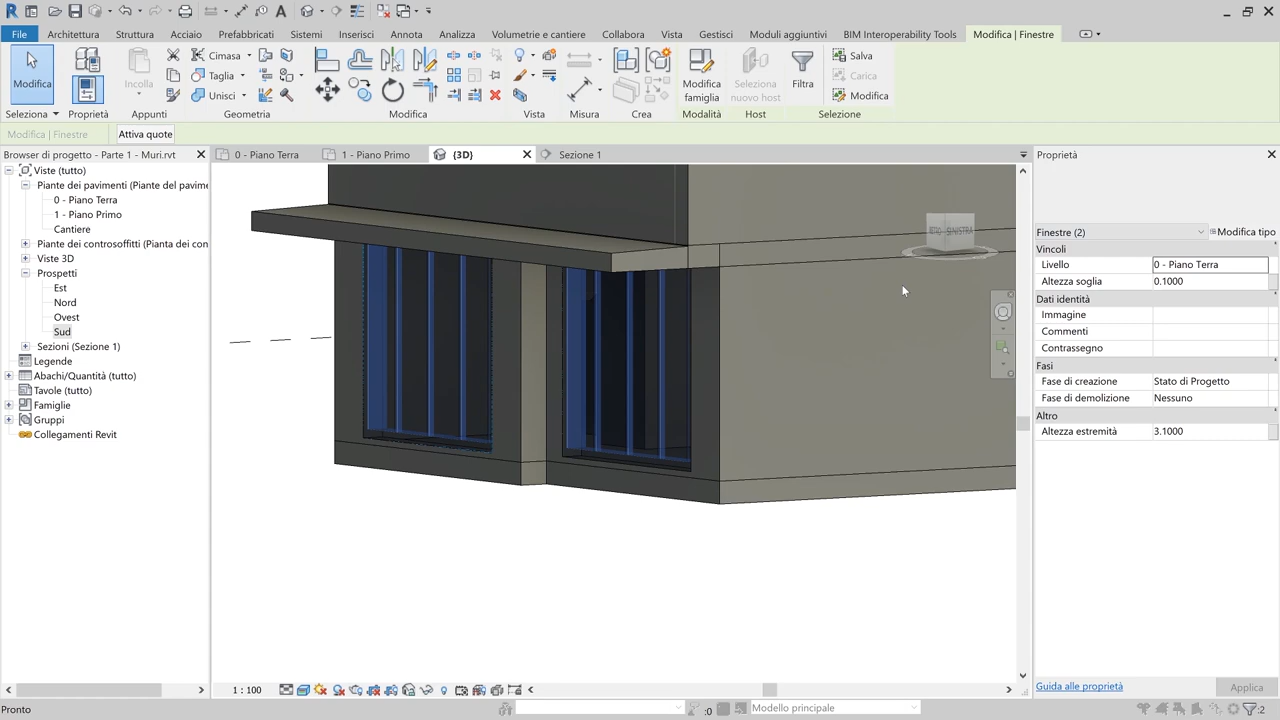 File Architettura Struttura Acciaio Prefabbricati Sistemi Inserisci Annota Analizza Volumetrie e cantiere Collabora Vista Gestisci Moduli aggiuntivi BIM Interoperability Tools Modifica | Finestre
Modifica
Incolla
Cimasa
Taglia
Unisci
Modifica famiglia
Seleziona nuovo host
Filtra
Salva
Carica
Modifica
Seleziona Proprietà Appunti Geometria Modifica Vista Misura Crea Modalità Host Selezione
Modifica | Finestre Attiva quote
Browser di progetto - Parte 1 - Muri.rvt
0 - Piano Terra 1 - Piano Primo {3D} Sezione 1
Proprietà
Viste (tutto)
Piante dei pavimenti (Piante del pavime
0 - Piano Terra
1 - Piano Primo
Cantiere
Piante dei controsoffitti (Pianta dei con
Viste 3D
Prospetti
Est
Nord
Ovest
Sud
Sezioni (Sezione 1)
Legende
Abachi/Quantità (tutto)
Tavole (tutto)
Famiglie
Gruppi
Collegamenti Revit
SINISTRA
Finestre (2) Modifica tipo
Vincoli
Livello 0 - Piano Terra
Altezza soglia 0.1000
Dati identità
Immagine
Commenti
Contrassegno
Fasi
Fase di creazione Stato di Progetto
Fase di demolizione Nessuno
Altro
Altezza estremità 3.1000
Guida alle proprietà Applica
1 : 100
Pronto :0 Modello principale :2